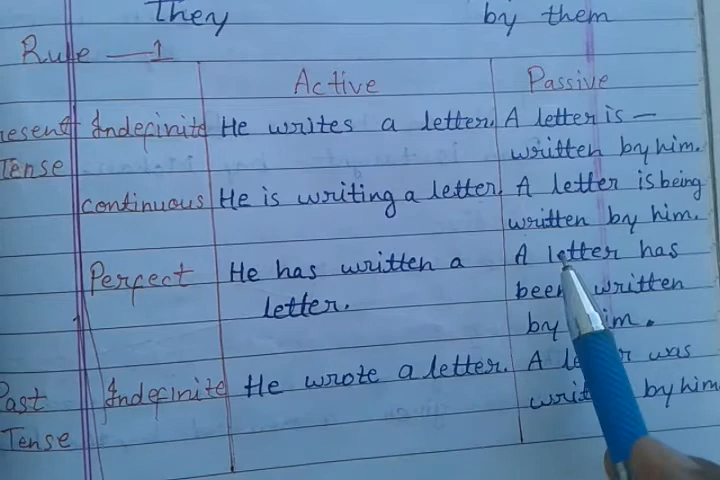 They by them
Rule — 1
Active Passive
resent Indefinite He writes a letter. A letter is —
Tense written by him.
continuous He is writing a letter. A letter is being
written by him.
Perfect He has written a A letter has
letter. been written
by him.
Past Indefinite He wrote a letter. A letter was
Tense by him